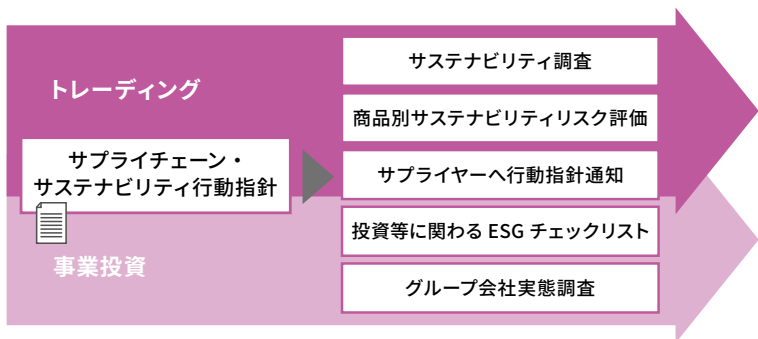 トレーディング
サプライチェーン・
サステナビリティ行動指針
事業投資
サステナビリティ調査
商品別サステナビリティリスク評価
サプライヤーへ行動指針通知
投資等に関わる ESG チェックリスト
グループ会社実態調査